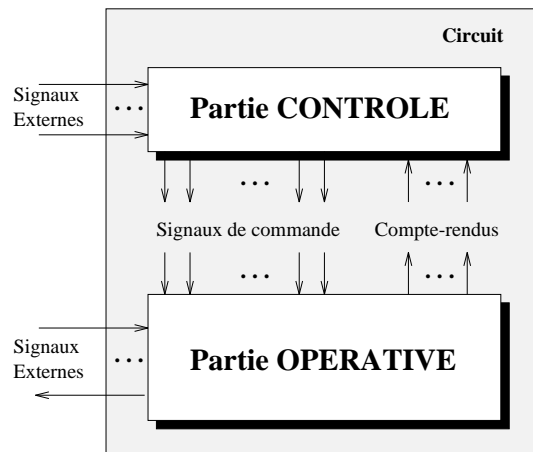 Circuit
Signaux
Externes
...
Partie CONTROLE
...
...
Signaux de commande
Compte-rendus
...
...
Signaux
Externes
...
Partie OPERATIVE